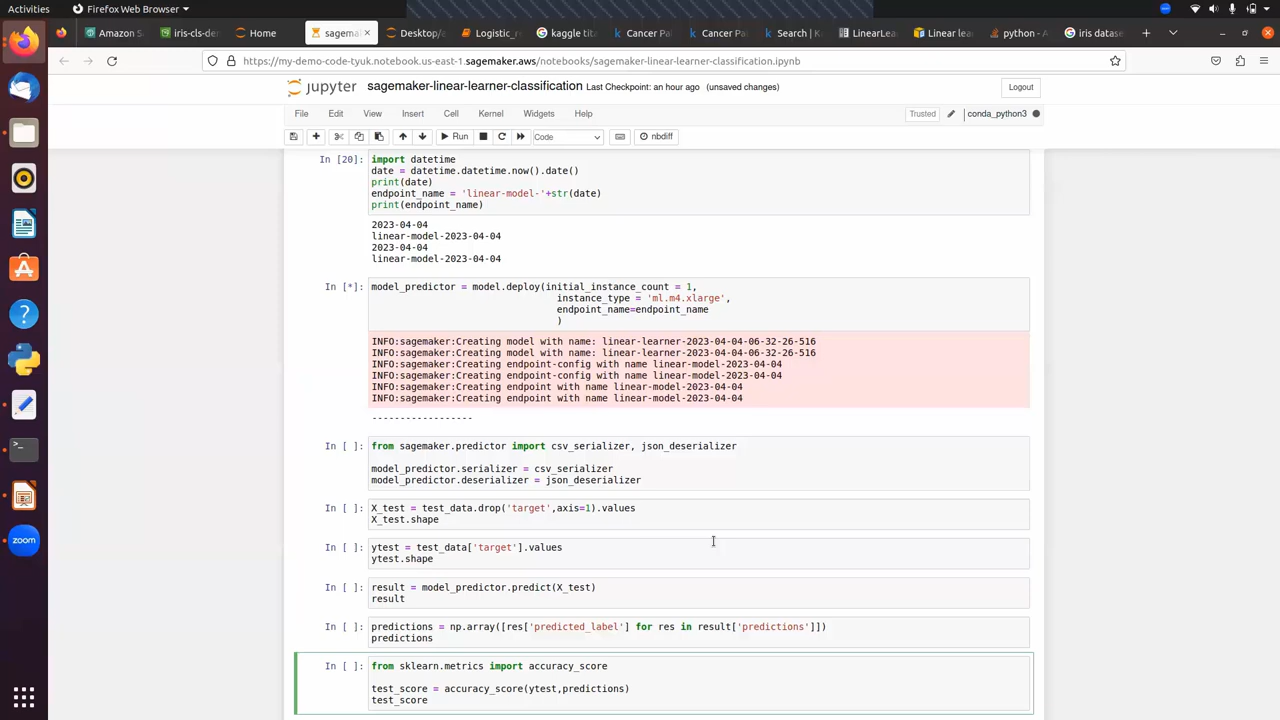 Activities
Firefox Web Browser
Amazon S
iris-cls-de
Home
sagema
Desktop/
Logistic_r
kaggle tit
Cancer Pa
Cancer Pa
Search | K
LinearLea
Linear lea
python - A
iris datase
https://my-demo-code-tyuk.notebook.us-east-1.sagemaker.aws/notebooks/sagemaker-linear-learner-classification.ipynb
jupyter sagemaker-linear-learner-classification Last Checkpoint: an hour ago (unsaved changes)
Logout
File Edit View Insert Cell Kernel Widgets Help
Trusted
conda_python3
Run
Code
nbdiff
In [20]: import datetime
date = datetime.datetime.now().date()
print(date)
endpoint_name = 'linear-model-'+str(date)
print(endpoint_name)
2023-04-04
linear-model-2023-04-04
2023-04-04
linear-model-2023-04-04
In [*]: model_predictor = model.deploy(initial_instance_count = 1,
instance_type = 'ml.m4.xlarge',
endpoint_name=endpoint_name
)
INFO:sagemaker:Creating model with name: linear-learner-2023-04-04-06-32-26-516
INFO:sagemaker:Creating model with name: linear-learner-2023-04-04-06-32-26-516
INFO:sagemaker:Creating endpoint-config with name linear-model-2023-04-04
INFO:sagemaker:Creating endpoint-config with name linear-model-2023-04-04
INFO:sagemaker:Creating endpoint with name linear-model-2023-04-04
INFO:sagemaker:Creating endpoint with name linear-model-2023-04-04
------------------
In [ ]: from sagemaker.predictor import csv_serializer, json_deserializer
model_predictor.serializer = csv_serializer
model_predictor.deserializer = json_deserializer
In [ ]: X_test = test_data.drop('target',axis=1).values
X_test.shape
In [ ]: ytest = test_data['target'].values
ytest.shape
In [ ]: result = model_predictor.predict(X_test)
result
In [ ]: predictions = np.array([res['predicted_label'] for res in result['predictions']])
predictions
In [ ]: from sklearn.metrics import accuracy_score
test_score = accuracy_score(ytest,predictions)
test_score
zoom